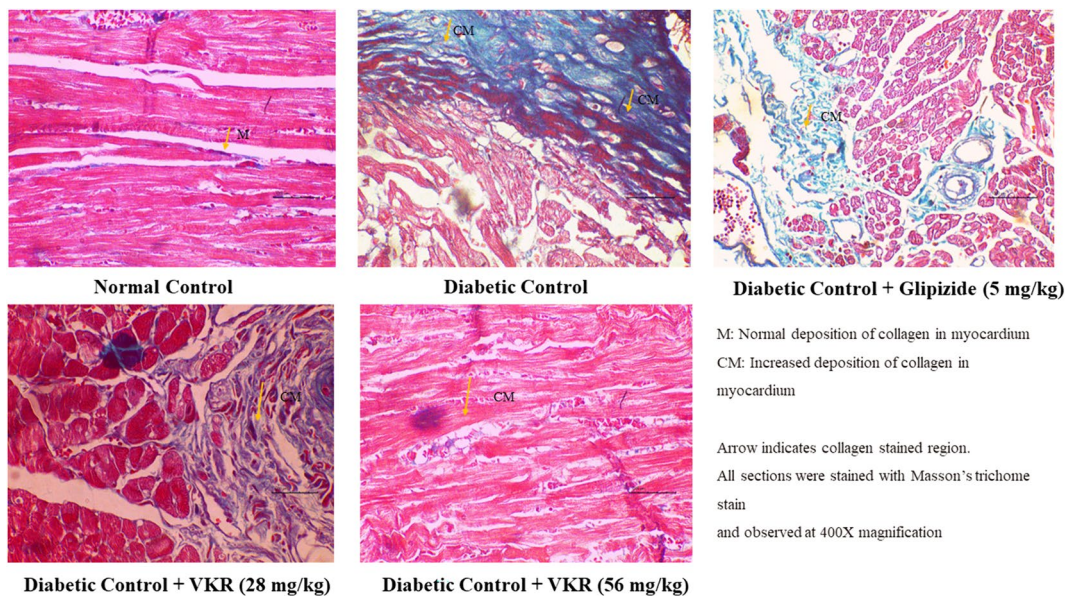 M
CM
CM
CM
Normal Control
Diabetic Control
Diabetic Control + Glipizide (5 mg/kg)
CM
CM
M: Normal deposition of collagen in myocardium
CM: Increased deposition of collagen in
myocardium
Arrow indicates collagen stained region.
All sections were stained with Masson's trichome
stain
and observed at 400X magnification
Diabetic Control + VKR (28 mg/kg)
Diabetic Control + VKR (56 mg/kg)